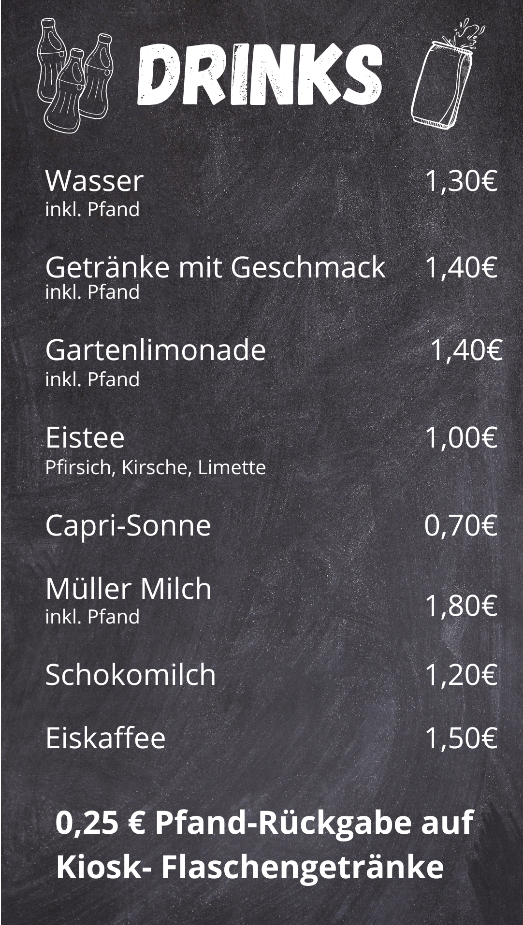 DRINKS
Wasser 1,30€
inkl. Pfand
Getränke mit Geschmack 1,40€
inkl. Pfand
Gartenlimonade 1,40€
inkl. Pfand
Eistee 1,00€
Pfirsich, Kirsche, Limette
Capri-Sonne 0,70€
Müller Milch 1,80€
inkl. Pfand
Schokomilch 1,20€
Eiskaffee 1,50€
0,25 € Pfand-Rückgabe auf
Kiosk- Flaschengetränke